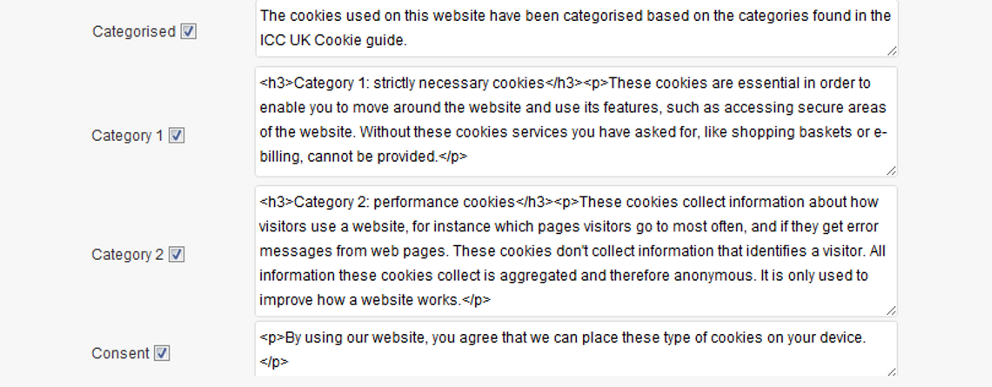 Categorised
The cookies used on this website have been categorised based on the categories found in the
ICC UK Cookie guide.
Category 1
<h3>Category 1: strictly necessary cookies</h3><p>These cookies are essential in order to
enable you to move around the website and use its features, such as accessing secure areas
of the website. Without these cookies services you have asked for, like shopping baskets or e-
billing, cannot be provided.</p>
Category 2
<h3>Category 2: performance cookies</h3><p>These cookies collect information about how
visitors use a website, for instance which pages visitors go to most often, and if they get error
messages from web pages. These cookies don't collect information that identifies a visitor. All
information these cookies collect is aggregated and therefore anonymous. It is only used to
improve how a website works.</p>
Consent
<p>By using our website, you agree that we can place these type of cookies on your device.
</p>